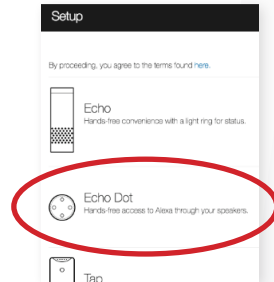 Setup
By proceeding, you agree to the terms found here.
Echo
Hands-free convenience with a light ring for status.
Echo Dot
Hands-free access to Alexa through your speakers.
Tap